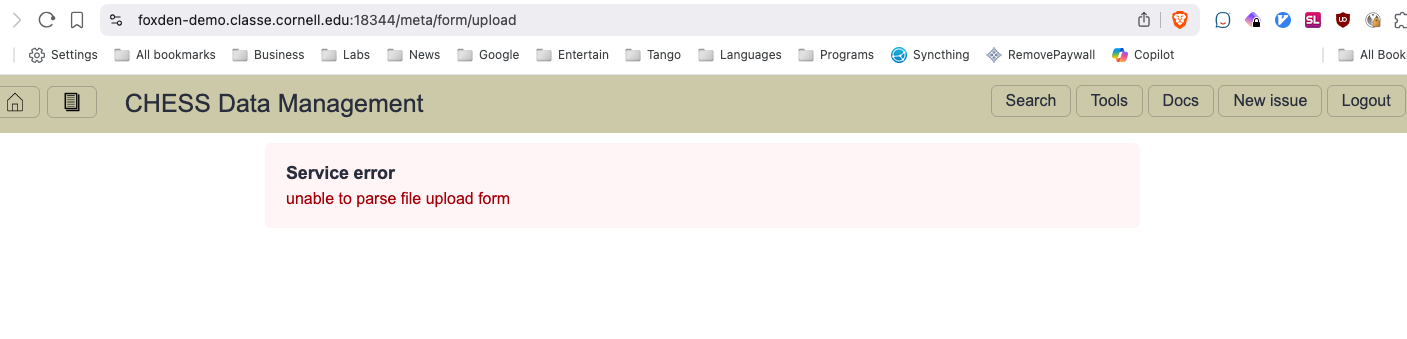 foxden-demo.classe.cornell.edu:18344/meta/form/upload
Settings All bookmarks Business Labs News Google Entertain Tango Languages Programs Syncthing RemovePaywall Copilot All Book
CHESS Data Management Search Tools Docs New issue Logout
Service error
unable to parse file upload form